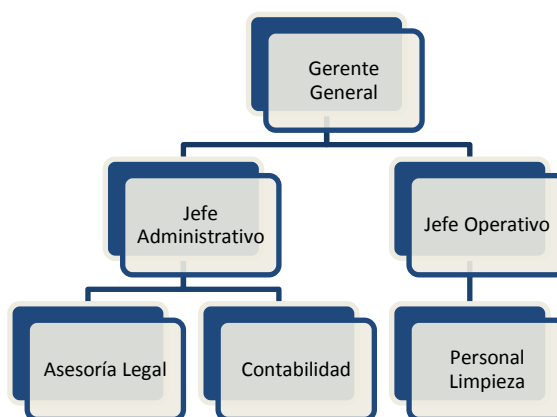 Gerente
General
Jefe
Administrativo
Jefe Operativo
Asesoría Legal
Contabilidad
Personal
Limpieza